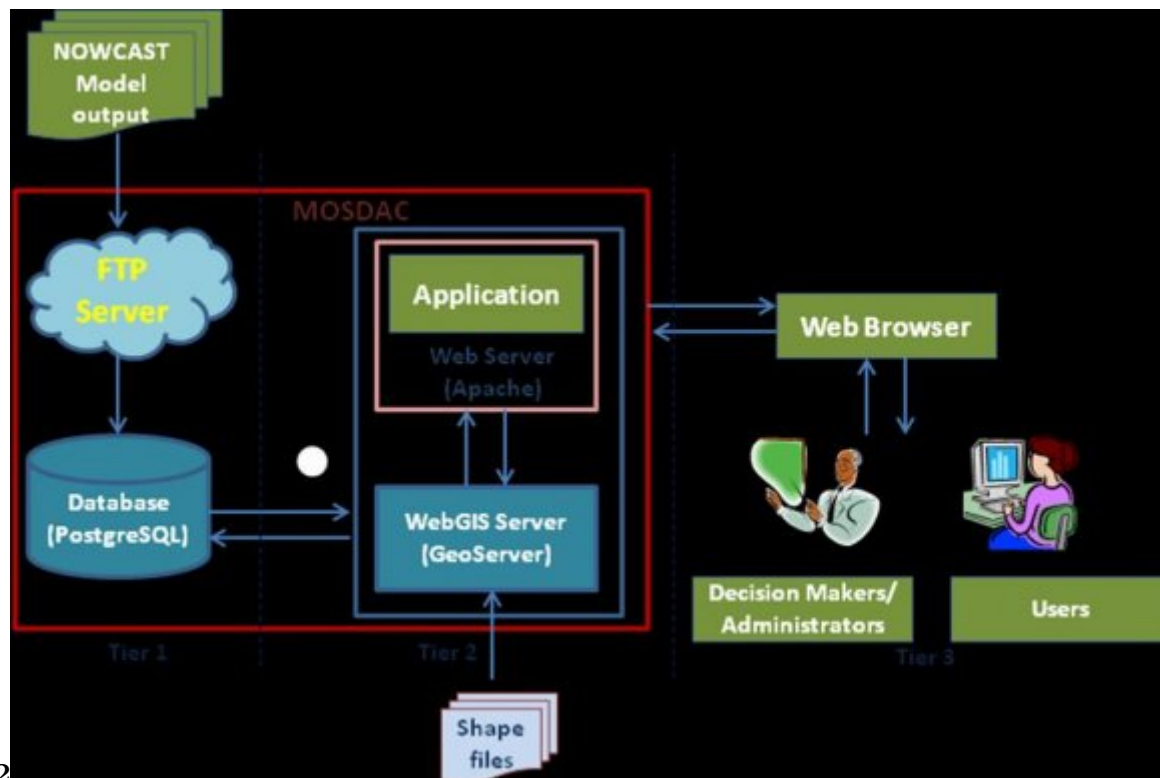 NOWCAST
Model
output
MOSDAC
FTP
Server
Application
Web Server
(Apache)
Web Browser
Database
(PostgreSQL)
WebGIS Server
(GeoServer)
Decision Makers/
Administrators
Users
Tier 1
Tier 2
Tier 3
Shape
files
2